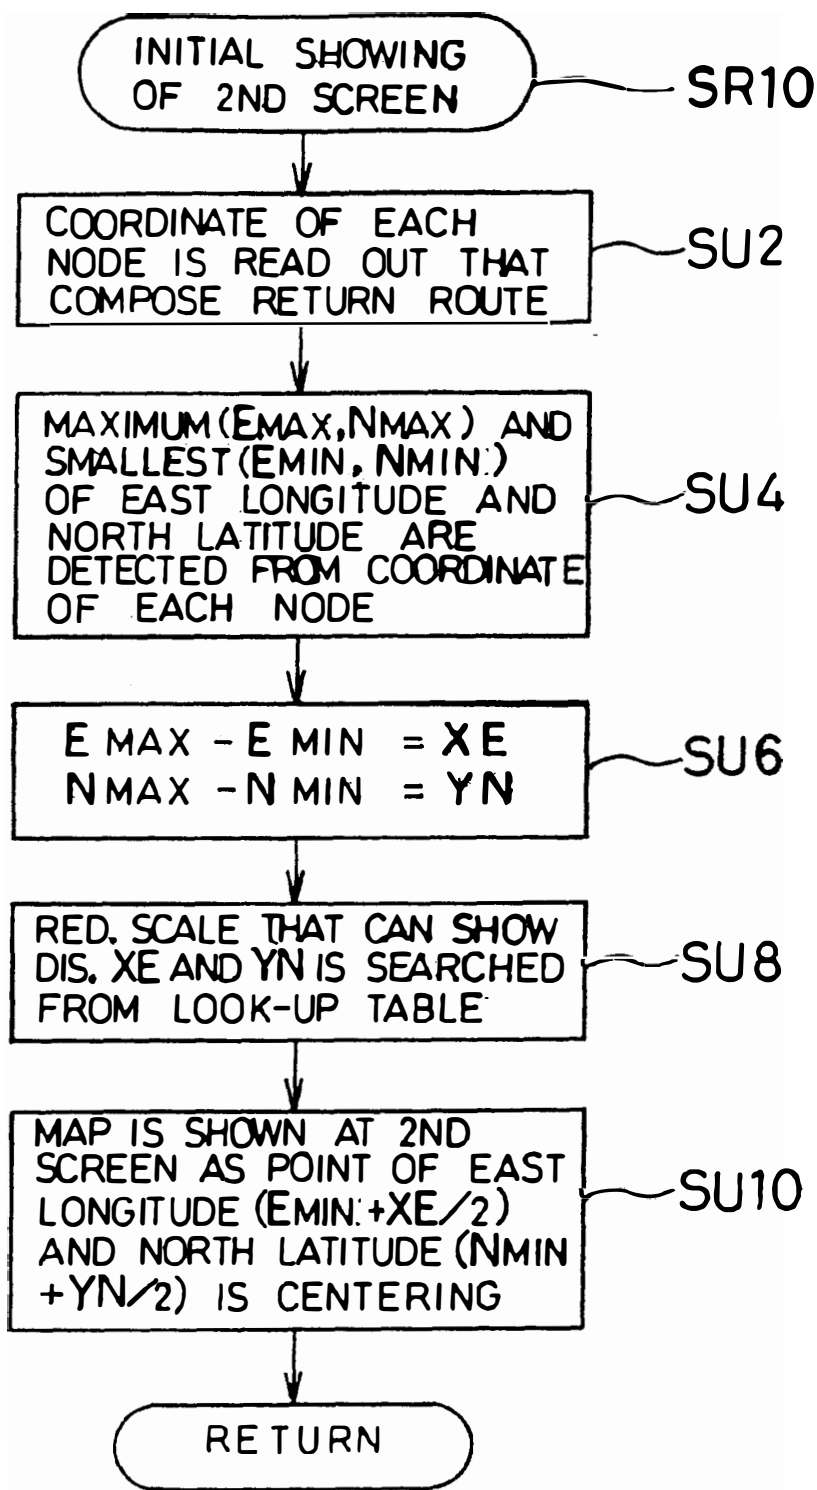 INITIAL SHOWING
OF 2ND SCREEN
SR10
COORDINATE OF EACH
NODE IS READ OUT THAT
COMPOSE RETURN ROUTE
SU2
MAXIMUM (EMAX, NMAX) AND
SMALLEST (EMIN, NMIN.)
OF EAST LONGITUDE AND
NORTH LATITUDE ARE
DETECTED FROM COORDINATE
OF EACH NODE
SU4
E MAX - E MIN = XE
N MAX - N MIN = YN
SU6
RED. SCALE THAT CAN SHOW
DIS. XE AND YN IS SEARCHED
FROM LOOK-UP TABLE
SU8
MAP IS SHOWN AT 2ND
SCREEN AS POINT OF EAST
LONGITUDE (EMIN.+XE/2)
AND NORTH LATITUDE (NMIN
+YN/2) IS CENTERING
SU10
RETURN